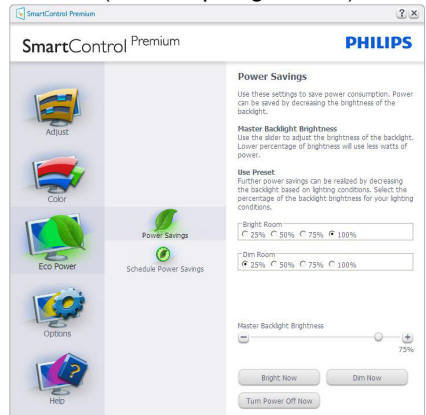 SmartControl Premium
SmartControl Premium
PHILIPS
Adjust
Color
Eco Power
Options
Help
Power Savings
Schedule Power Savings
Power Savings
Use these settings to save power consumption. Power
can be saved by decreasing the brightness of the
backlight.
Master Backlight Brightness
Use the slider to adjust the brightness of the backlight.
Lower percentage of brightness will use less watts of
power.
Use Preset
Further power savings can be realized by decreasing
the backlight based on lighting conditions. Select the
percentage of the backlight brightness for your lighting
conditions.
Bright Room
25% 50% 75% 100%
Dim Room
25% 50% 75% 100%
Master Backlight Brightness
75%
Bright Now Dim Now
Turn Power Off Now